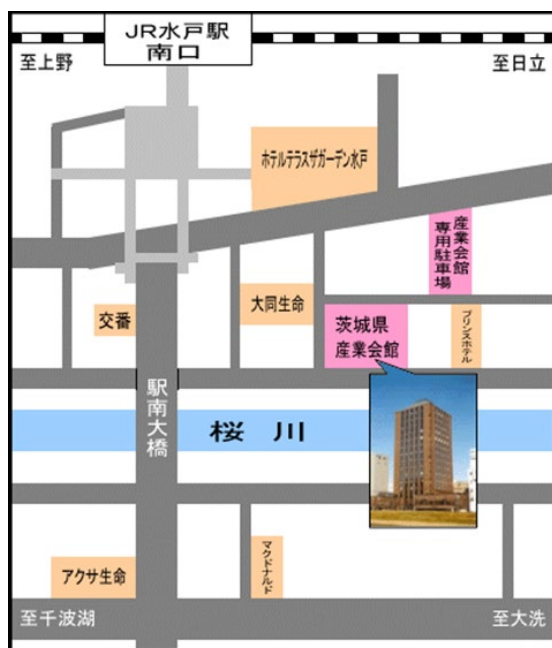 JR水戸駅
南口
至上野
至日立
ホテルテラスザガーデン水戸
産業会館
専用駐車場
大同生命
交番
茨城県
産業会館
プリンスホテル
駅南大橋
桜川
アクサ生命
マクドナルド
至千波湖
至大洗